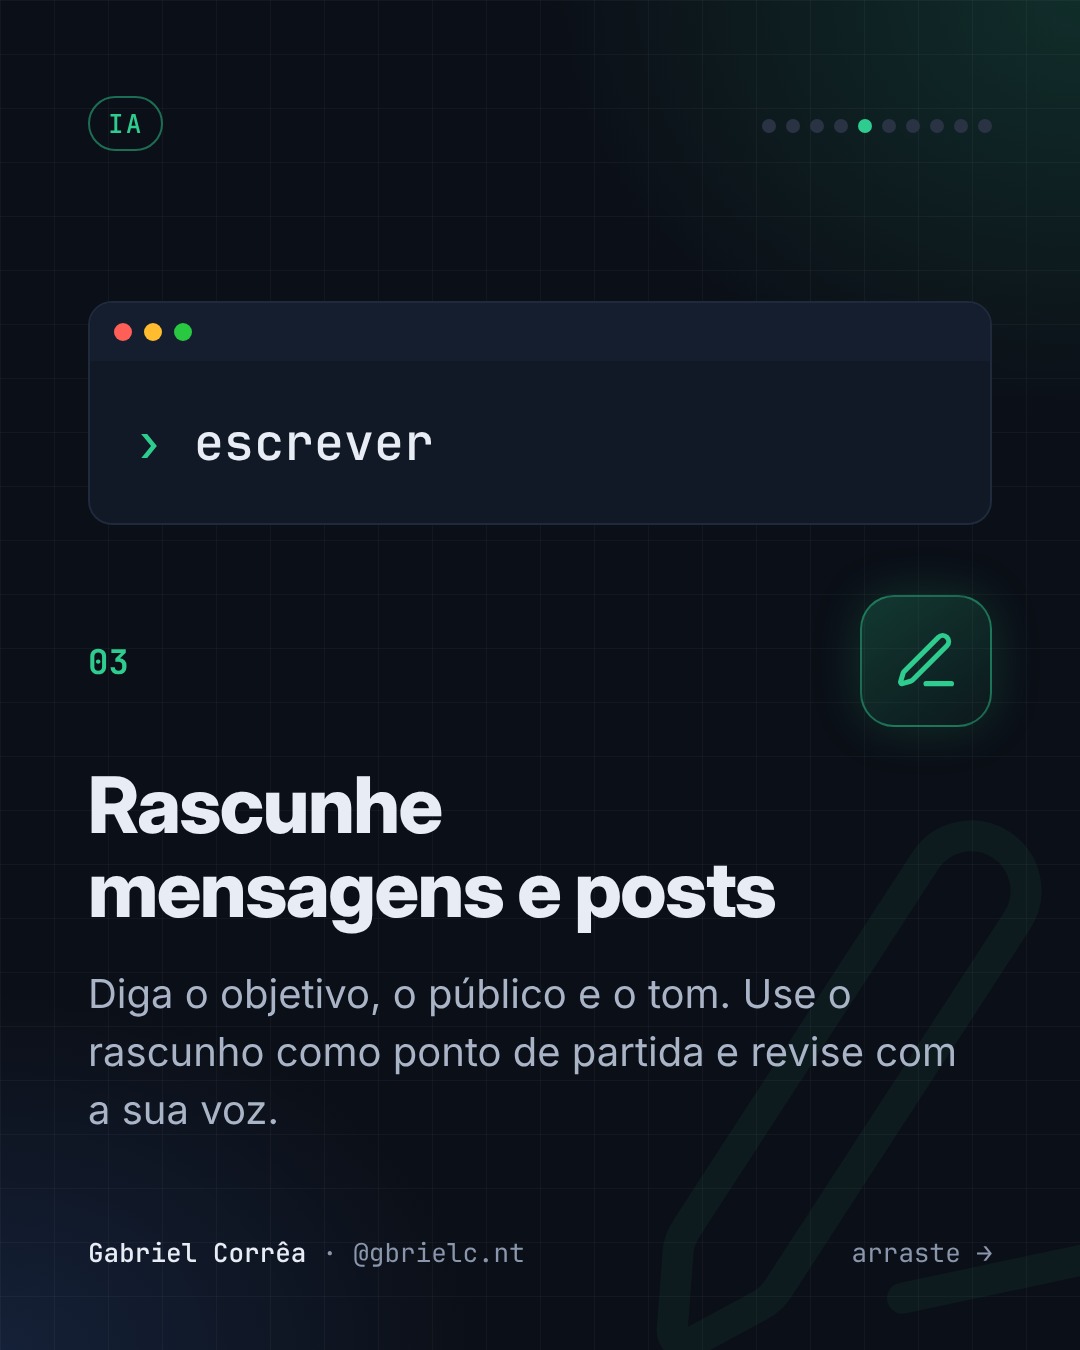 IA
› escrever
03
Rascunhe
mensagens e posts
Diga o objetivo, o público e o tom. Use o
rascunho como ponto de partida e revise com
a sua voz.
Gabriel Corrêa · @gbrielc.nt
arraste →